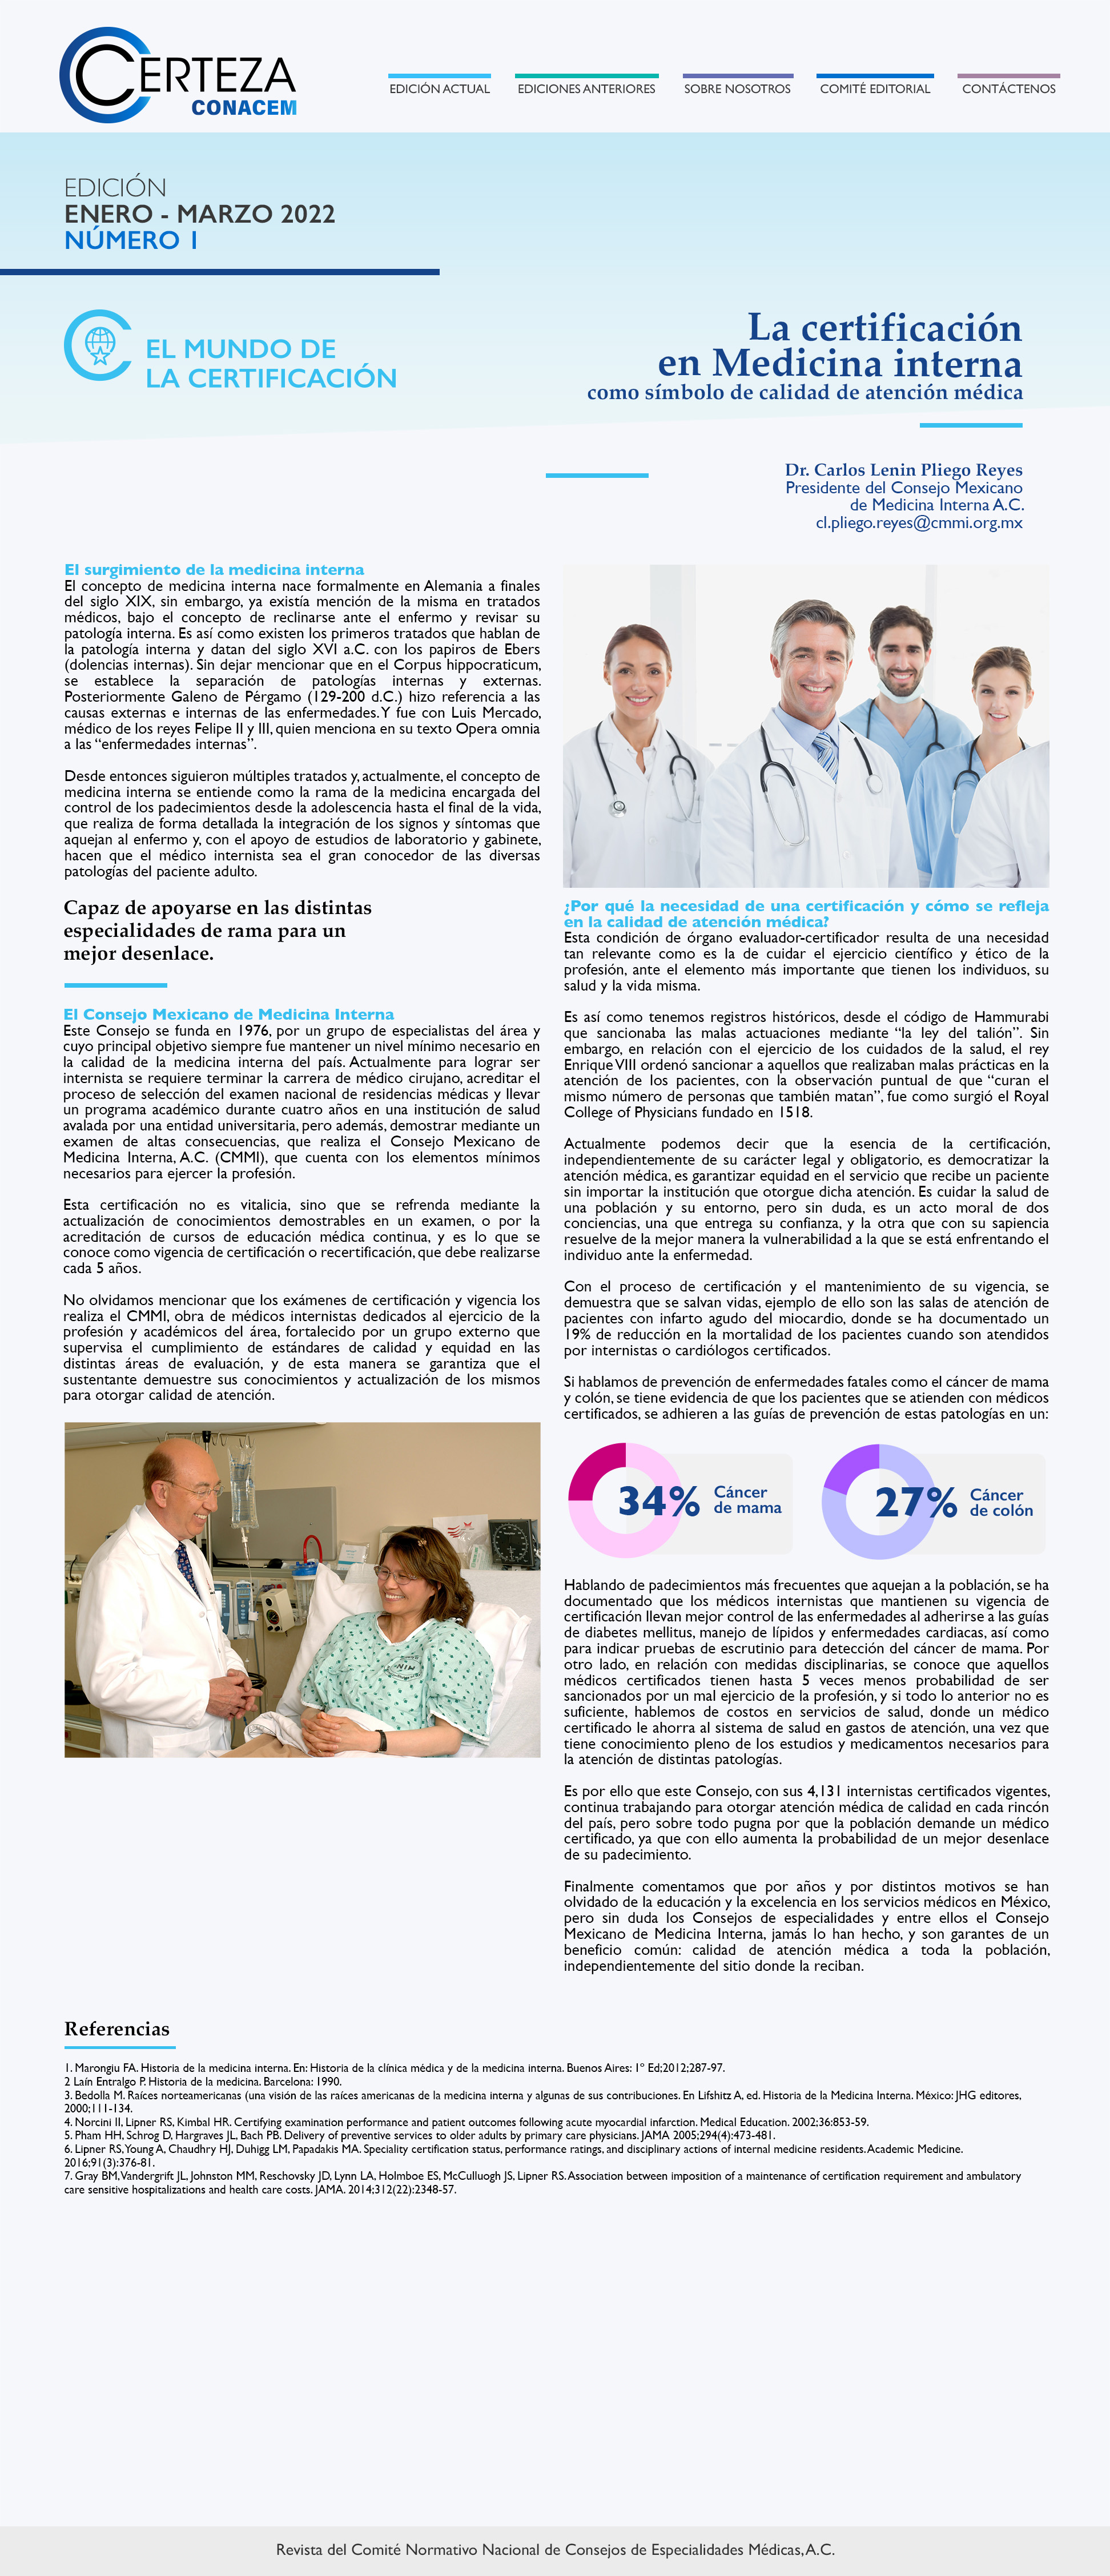 CERTEZA
CONACEM
EDICIÓN ACTUAL
EDICIONES ANTERIORES
SOBRE NOSOTROS
COMITÉ EDITORIAL
CONTÁCTENOS
EDICIÓN
ENERO - MARZO 2022
NÚMERO 1
EL MUNDO DE
LA CERTIFICACIÓN
La certificación
en Medicina interna
como símbolo de calidad de atención médica
Dr. Carlos Lenin Pliego Reyes
Presidente del Consejo Mexicano
de Medicina Interna A.C.
cl.pliego.reyes@cmmi.org.mx
El surgimiento de la medicina interna
El concepto de medicina interna nace formalmente en Alemania a finales
del siglo XIX, sin embargo, ya existía mención de la misma en tratados
médicos, bajo el concepto de reclinarse ante el enfermo y revisar su
patología interna. Es así como existen los primeros tratados que hablan de
la patología interna y datan del siglo XVI a.C. con los papiros de Ebers
(dolencias internas). Sin dejar mencionar que en el Corpus hippocraticum,
se establece la separación de patologías internas y externas.
Posteriormente Galeno de Pérgamo (129-200 d.C.) hizo referencia a las
causas externas e internas de las enfermedades. Y fue con Luis Mercado,
médico de los reyes Felipe II y III, quien menciona en su texto Opera omnia
a las “enfermedades internas”.
Desde entonces siguieron múltiples tratados y, actualmente, el concepto de
medicina interna se entiende como la rama de la medicina encargada del
control de los padecimientos desde la adolescencia hasta el final de la vida,
que realiza de forma detallada la integración de los signos y síntomas que
aquejan al enfermo y, con el apoyo de estudios de laboratorio y gabinete,
hacen que el médico internista sea el gran conocedor de las diversas
patologías del paciente adulto.
Capaz de apoyarse en las distintas
especialidades de rama para un
mejor desenlace.
El Consejo Mexicano de Medicina Interna
Este Consejo se funda en 1976, por un grupo de especialistas del área y
cuyo principal objetivo siempre fue mantener un nivel mínimo necesario en
la calidad de la medicina interna del país. Actualmente para lograr ser
internista se requiere terminar la carrera de médico cirujano, acreditar el
proceso de selección del examen nacional de residencias médicas y llevar
un programa académico durante cuatro años en una institución de salud
avalada por una entidad universitaria, pero además, demostrar mediante un
examen de altas consecuencias, que realiza el Consejo Mexicano de
Medicina Interna, A.C. (CMMI), que cuenta con los elementos mínimos
necesarios para ejercer la profesión.
Esta certificación no es vitalicia, sino que se refrenda mediante la
actualización de conocimientos demostrables en un examen, o por la
acreditación de cursos de educación médica continua, y es lo que se
conoce como vigencia de certificación o recertificación, que debe realizarse
cada 5 años.
No olvidamos mencionar que los exámenes de certificación y vigencia los
realiza el CMMI, obra de médicos internistas dedicados al ejercicio de la
profesión y académicos del área, fortalecido por un grupo externo que
supervisa el cumplimiento de estándares de calidad y equidad en las
distintas áreas de evaluación, y de esta manera se garantiza que el
sustentante demuestre sus conocimientos y actualización de los mismos
para otorgar calidad de atención.
¿Por qué la necesidad de una certificación y cómo se refleja
en la calidad de atención médica?
Esta condición de órgano evaluador-certificador resulta de una necesidad
tan relevante como es la de cuidar el ejercicio científico y ético de la
profesión, ante el elemento más importante que tienen los individuos, su
salud y la vida misma.
Es así como tenemos registros históricos, desde el código de Hammurabi
que sancionaba las malas actuaciones mediante “la ley del talión”. Sin
embargo, en relación con el ejercicio de los cuidados de la salud, el rey
Enrique VIII ordenó sancionar a aquellos que realizaban malas prácticas en la
atención de los pacientes, con la observación puntual de que “curan el
mismo número de personas que también matan”, fue como surgió el Royal
College of Physicians fundado en 1518.
Actualmente podemos decir que la esencia de la certificación,
independientemente de su carácter legal y obligatorio, es democratizar la
atención médica, es garantizar equidad en el servicio que recibe un paciente
sin importar la institución que otorgue dicha atención. Es cuidar la salud de
una población y su entorno, pero sin duda, es un acto moral de dos
conciencias, una que entrega su confianza, y la otra que con su sapiencia
resuelve de la mejor manera la vulnerabilidad a la que se está enfrentando el
individuo ante la enfermedad.
Con el proceso de certificación y el mantenimiento de su vigencia, se
demuestra que se salvan vidas, ejemplo de ello son las salas de atención de
pacientes con infarto agudo del miocardio, donde se ha documentado un
19% de reducción en la mortalidad de los pacientes cuando son atendidos
por internistas o cardiólogos certificados.
Si hablamos de prevención de enfermedades fatales como el cáncer de mama
y colón, se tiene evidencia de que los pacientes que se atienden con médicos
certificados, se adhieren a las guías de prevención de estas patologías en un:
34% Cáncer
de mama
27% Cáncer
de colón
Hablando de padecimientos más frecuentes que aquejan a la población, se ha
documentado que los médicos internistas que mantienen su vigencia de
certificación llevan mejor control de las enfermedades al adherirse a las guías
de diabetes mellitus, manejo de lípidos y enfermedades cardiacas, así como
para indicar pruebas de escrutinio para detección del cáncer de mama. Por
otro lado, en relación con medidas disciplinarias, se conoce que aquellos
médicos certificados tienen hasta 5 veces menos probabilidad de ser
sancionados por un mal ejercicio de la profesión, y si todo lo anterior no es
suficiente, hablemos de costos en servicios de salud, donde un médico
certificado le ahorra al sistema de salud en gastos de atención, una vez que
tiene conocimiento pleno de los estudios y medicamentos necesarios para
la atención de distintas patologías.
Es por ello que este Consejo, con sus 4,131 internistas certificados vigentes,
continua trabajando para otorgar atención médica de calidad en cada rincón
del país, pero sobre todo pugna por que la población demande un médico
certificado, ya que con ello aumenta la probabilidad de un mejor desenlace
de su padecimiento.
Finalmente comentamos que por años y por distintos motivos se han
olvidado de la educación y la excelencia en los servicios médicos en México,
pero sin duda los Consejos de especialidades y entre ellos el Consejo
Mexicano de Medicina Interna, jamás lo han hecho, y son garantes de un
beneficio común: calidad de atención médica a toda la población,
independientemente del sitio donde la reciban.
Referencias
1. Marongiu FA. Historia de la medicina interna. En: Historia de la clínica médica y de la medicina interna. Buenos Aires: 1º Ed;2012;287-97.
2 Laín Entralgo P. Historia de la medicina. Barcelona: 1990.
3. Bedolla M. Raíces norteamericanas (una visión de las raíces americanas de la medicina interna y algunas de sus contribuciones. En Lifshitz A, ed. Historia de la Medicina Interna. México: JHG editores,
2000;111-134.
4. Norcini II, Lipner RS, Kimbal HR. Certifying examination performance and patient outcomes following acute myocardial infarction. Medical Education. 2002;36:853-59.
5. Pham HH, Schrog D, Hargraves JL, Bach PB. Delivery of preventive services to older adults by primary care physicians. JAMA 2005;294(4):473-481.
6. Lipner RS, Young A, Chaudhry HJ, Duhigg LM, Papadakis MA. Speciality certification status, performance ratings, and disciplinary actions of internal medicine residents. Academic Medicine.
2016;91(3):376-81.
7. Gray BM, Vandergrift JL, Johnston MM, Reschovsky JD, Lynn LA, Holmboe ES, McCulluogh JS, Lipner RS. Association between imposition of a maintenance of certification requirement and ambulatory
care sensitive hospitalizations and health care costs. JAMA. 2014;312(22):2348-57.
Revista del Comité Normativo Nacional de Consejos de Especialidades Médicas, A.C.